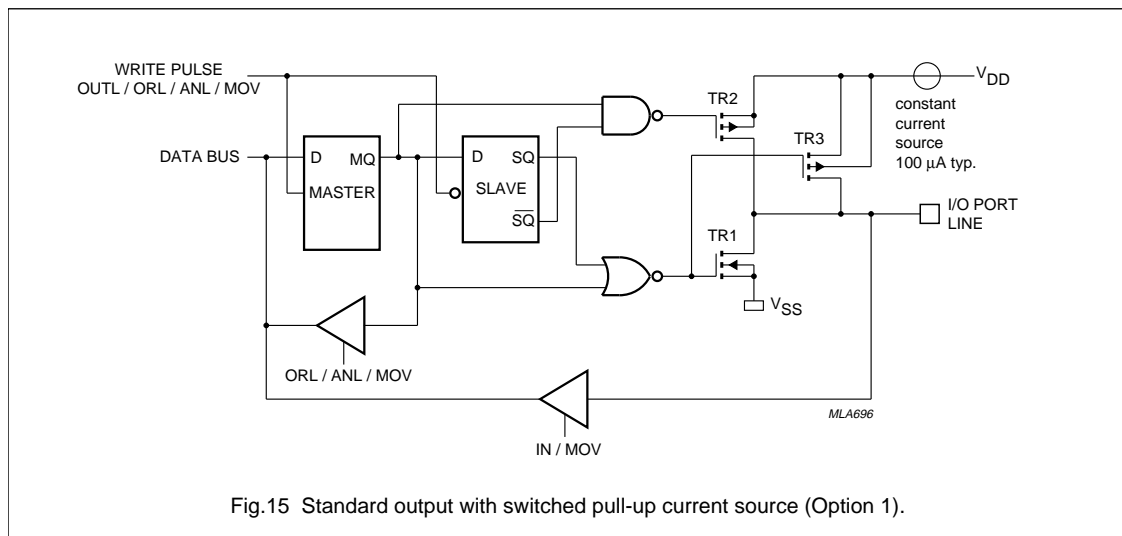 WRITE PULSE
OUTL / ORL / ANL / MOV
DATA BUS
D
MQ
MASTER
D
SQ
SLAVE
SQ
TR2
TR3
TR1
VDD
constant
current
source
100 µA typ.
I/O PORT
LINE
VSS
ORL / ANL / MOV
IN / MOV
MLA696
Fig.15 Standard output with switched pull-up current source (Option 1).